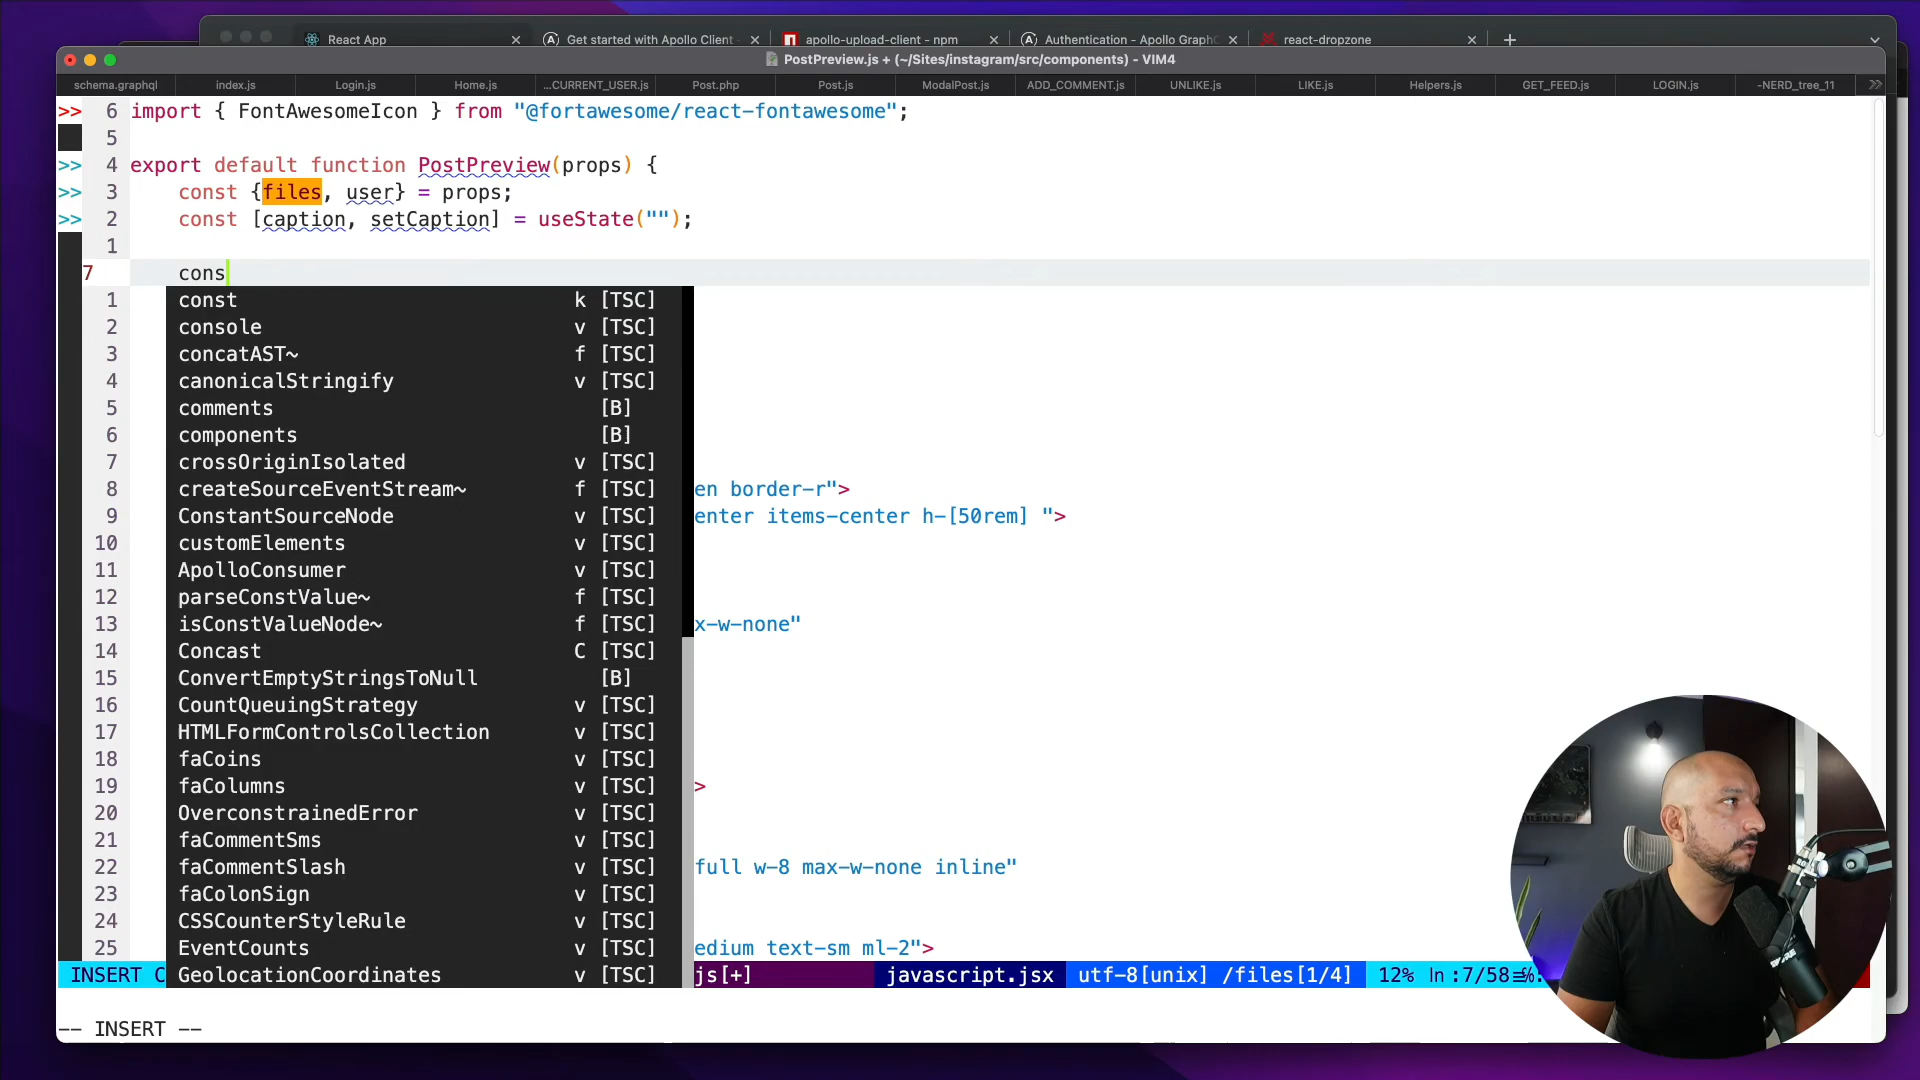 React App
Get started with Apollo Client -
apollo-upload-client - npm
Authentication - Apollo GraphQ
react-dropzone
PostPreview.js + (~/Sites/instagram/src/components) - VIM4
schema.graphql
index.js
Login.js
Home.js
...CURRENT_USER.js
Post.php
Post.js
ModalPost.js
ADD_COMMENT.js
UNLIKE.js
LIKE.js
Helpers.js
GET_FEED.js
LOGIN.js
-NERD_tree_11
>> 6 import { FontAwesomeIcon } from "@fortawesome/react-fontawesome";
5
>> 4 export default function PostPreview(props) {
>> 3 const {files, user} = props;
>> 2 const [caption, setCaption] = useState("");
1
7 cons
1 const k [TSC]
2 console v [TSC]
3 concatAST~ f [TSC]
4 canonicalStringify v [TSC]
5 comments [B]
6 components [B]
7 crossOriginIsolated v [TSC]
8 createSourceEventStream~ f [TSC] en border-r">
9 ConstantSourceNode v [TSC] enter items-center h-[50rem] ">
10 customElements v [TSC]
11 ApolloConsumer v [TSC]
12 parseConstValue~ f [TSC]
13 isConstValueNode~ f [TSC] x-w-none"
14 Concast C [TSC]
15 ConvertEmptyStringsToNull [B]
16 CountQueuingStrategy v [TSC]
17 HTMLFormControlsCollection v [TSC]
18 faCoins v [TSC]
19 faColumns v [TSC] >
20 OverconstrainedError v [TSC]
21 faCommentSms v [TSC]
22 faCommentSlash v [TSC] full w-8 max-w-none inline"
23 faColonSign v [TSC]
24 CSSCounterStyleRule v [TSC]
25 EventCounts v [TSC] edium text-sm ml-2">
INSERT C GeolocationCoordinates v [TSC] js[+] javascript.jsx utf-8[unix] /files[1/4] 12% ln :7/58
-- INSERT --